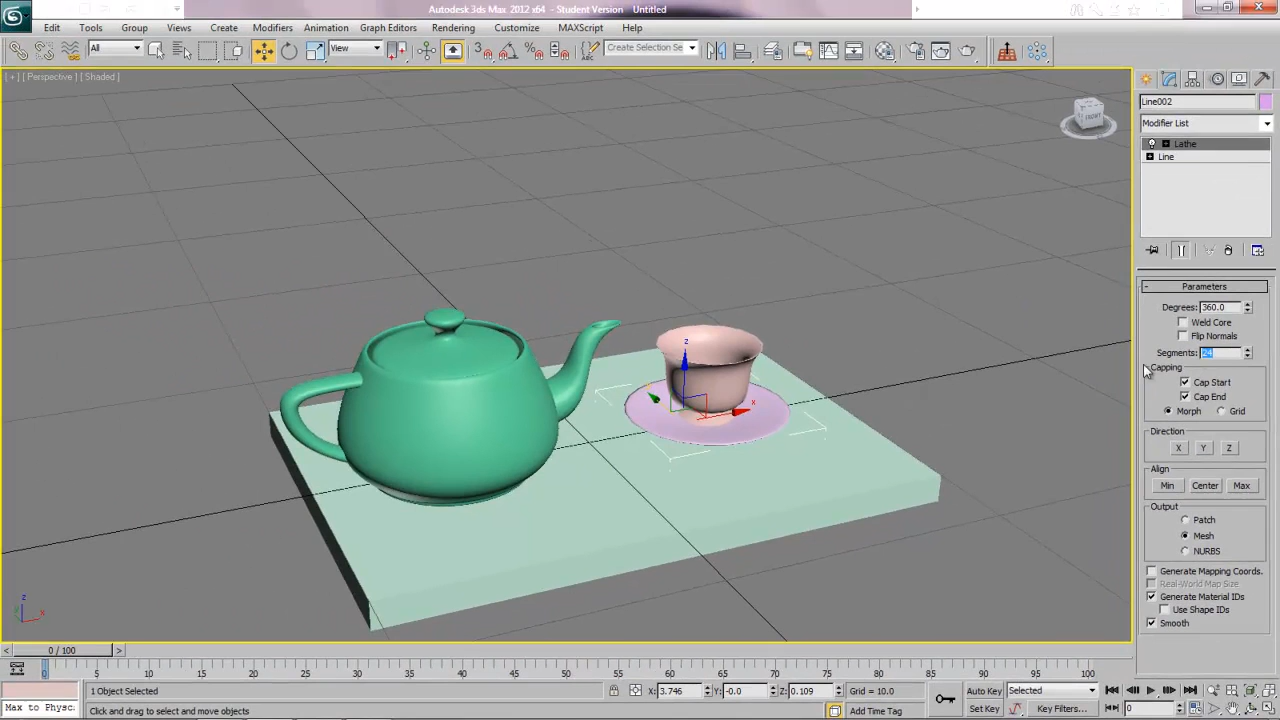 Autodesk 3ds Max 2012 x64 - Student Version Untitled
Edit Tools Group Views Create Modifiers Animation Graph Editors Rendering Customize MAXScript Help
All View 3 Create Selection Se
[ + ] [ Perspective ] [ Shaded ]
FRONT
Line002
Modifier List
Lathe
Line
- Parameters
Degrees: 360.0
Weld Core
Flip Normals
Segments: 24
Capping
Cap Start
Cap End
Morph Grid
Direction
X Y Z
Align
Min Center Max
Output
Patch
Mesh
NURBS
Generate Mapping Coords.
Real-World Map Size
Generate Material IDs
Use Shape IDs
Smooth
z
x
z
x
< 0 / 100 >
0 5 10 15 20 25 30 35 40 45 50 55 60 65 70 75 80 85 90 95 100
1 Object Selected X: 3.746 Y: -0.0 Z: 0.109 Grid = 10.0 Auto Key Selected
Max to Physc Click and drag to select and move objects Add Time Tag Set Key Key Filters... 0